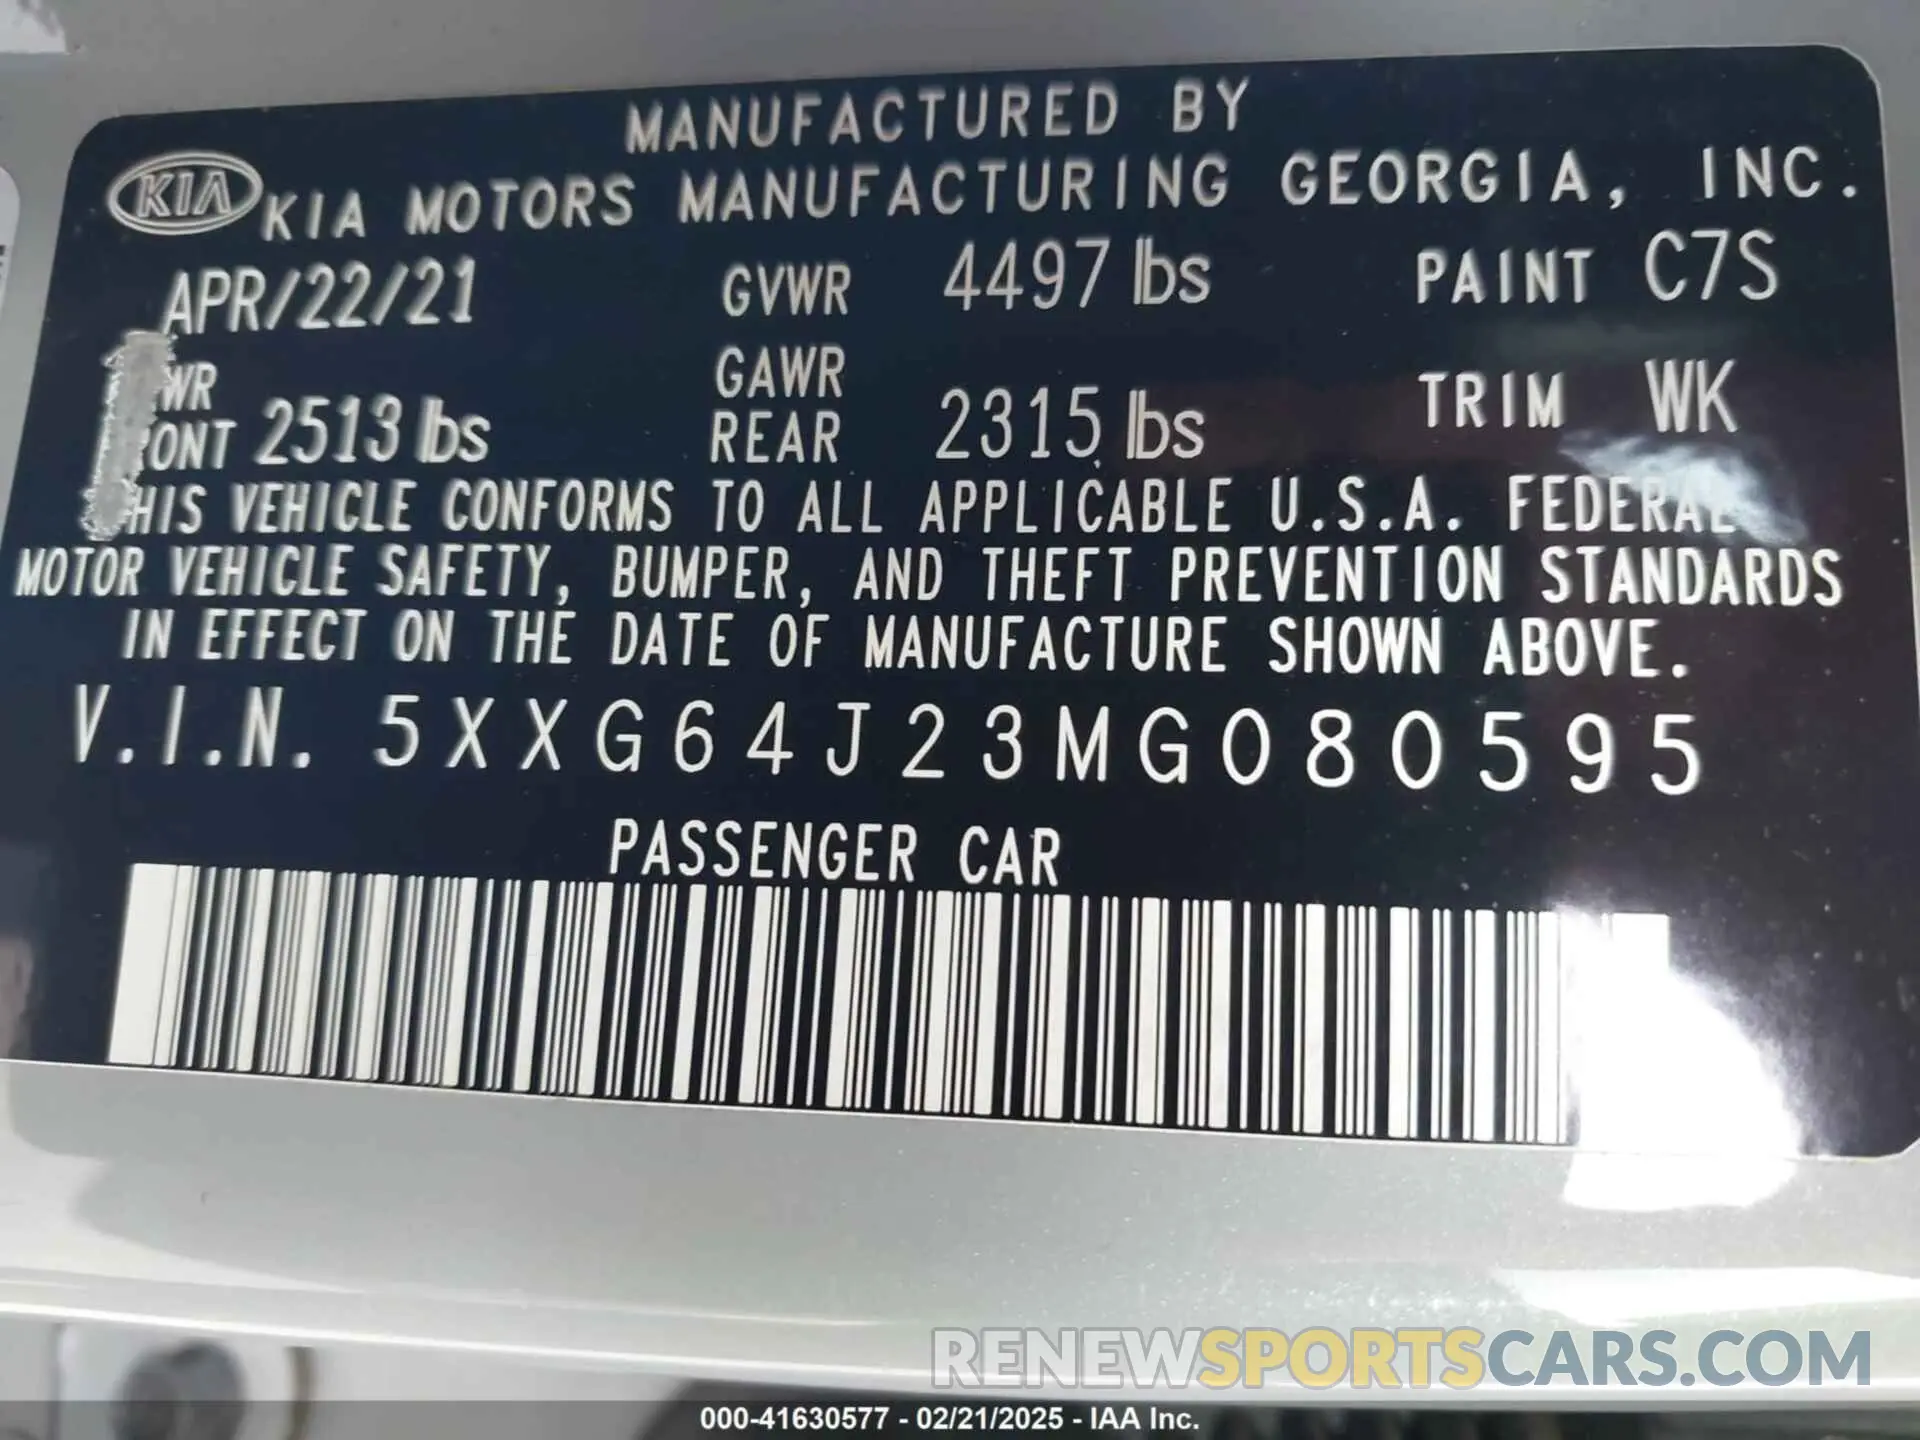 MANUFACTURED BY
KIA KIA MOTORS MANUFACTURING GEORGIA, INC.
APR/22/21 GVWR 4497 lbs PAINT C7S
WR GAWR
ONT 2513 lbs REAR 2315 lbs TRIM WK
HIS VEHICLE CONFORMS TO ALL APPLICABLE U.S.A. FEDERAL
MOTOR VEHICLE SAFETY, BUMPER, AND THEFT PREVENTION STANDARDS
IN EFFECT ON THE DATE OF MANUFACTURE SHOWN ABOVE.
V.I.N. 5XXG64J23MG080595
PASSENGER CAR
RENEWSPORTSCARS.COM
000-41630577 - 02/21/2025 - IAA Inc.